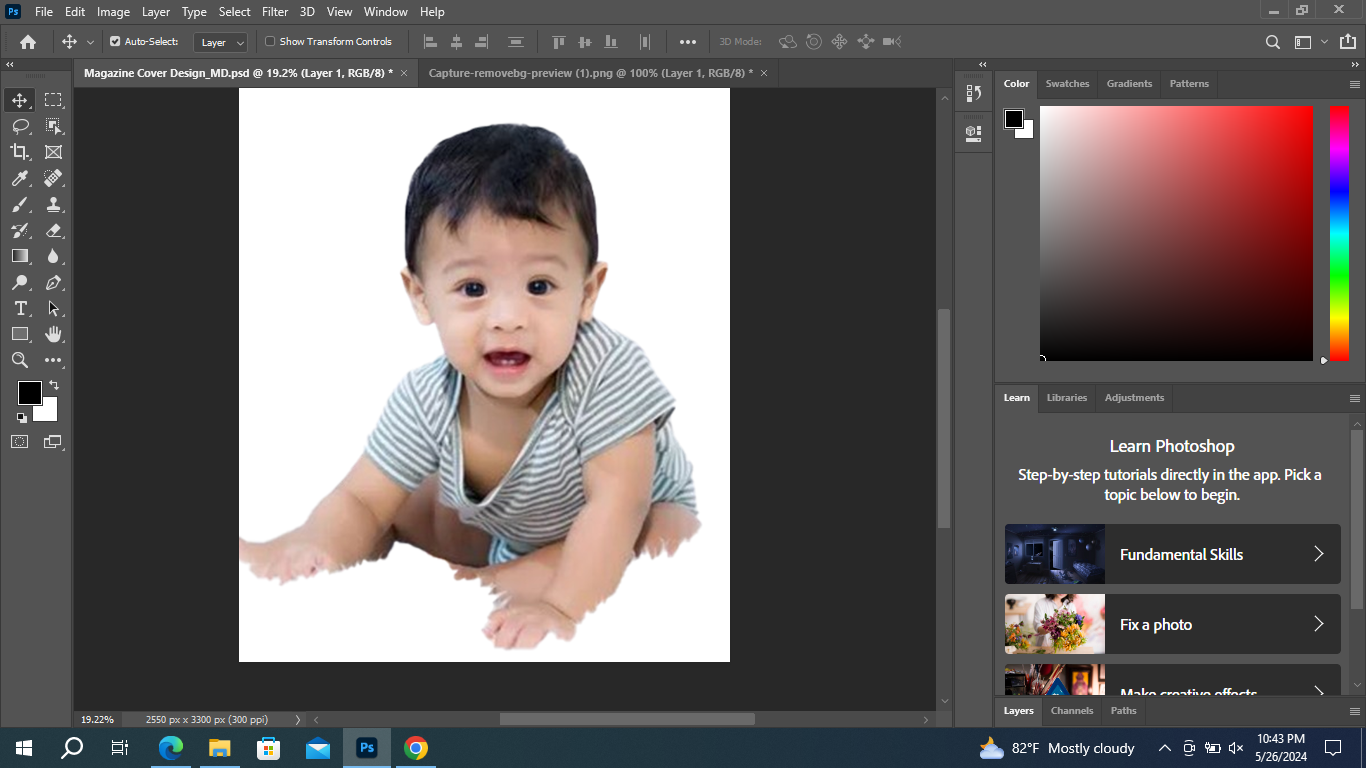 Ps File Edit Image Layer Type Select Filter 3D View Window Help
Auto-Select: Layer Show Transform Controls 3D Mode:
Magazine Cover Design_MD.psd @ 19.2% (Layer 1, RGB/8) * × Capture-removebg-preview (1).png @ 100% (Layer 1, RGB/8) * ×
Color Swatches Gradients Patterns
Learn Libraries Adjustments
Learn Photoshop
Step-by-step tutorials directly in the app. Pick a
topic below to begin.
Fundamental Skills
Fix a photo
Make creative effects
Layers Channels Paths
19.22% 2550 px x 3300 px (300 ppi)
Ps
82°F Mostly cloudy
10:43 PM
5/26/2024